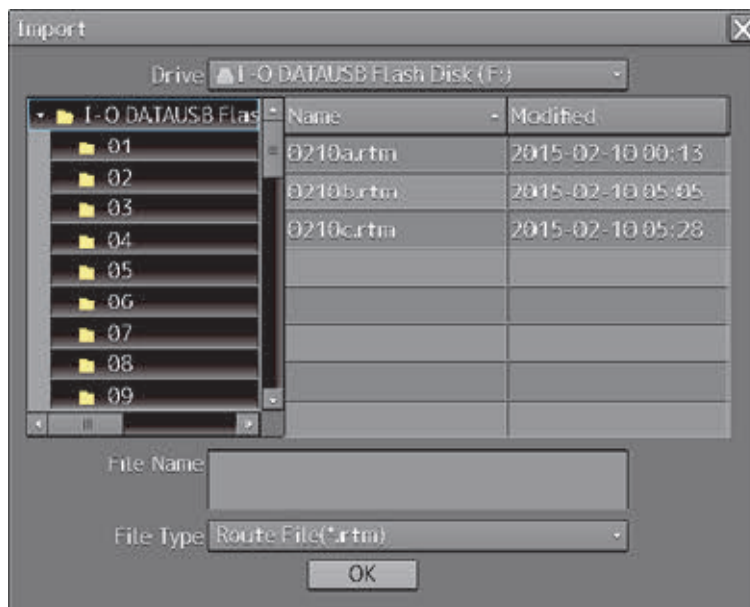 Import
Drive I-O DATAUSB Flash Disk (F:)
I-O DATAUSB Flas
01
02
03
04
05
06
07
08
09
Name Modified
0210a.rtm 2015-02-10 00:13
0210b.rtm 2015-02-10 05:05
0210c.rtm 2015-02-10 05:28
File Name
File Type Route File(*.rtm)
OK